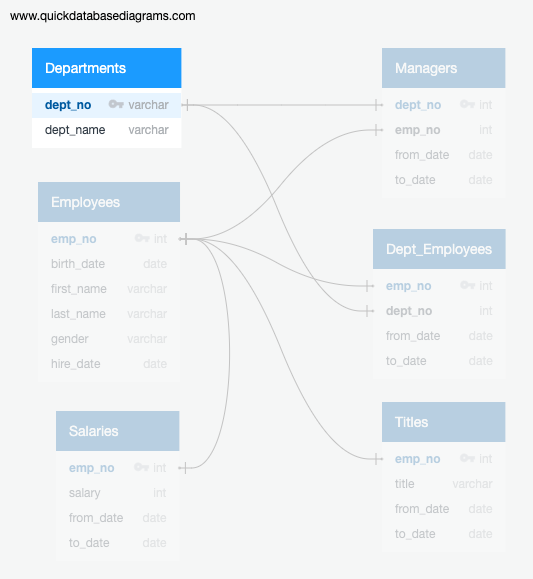 www.quickdatabasediagrams.com
Departments
dept_no varchar
dept_name varchar
Employees
emp_no int
birth_date date
first_name varchar
last_name varchar
gender varchar
hire_date date
Salaries
emp_no int
salary int
from_date date
to_date date
Managers
dept_no int
emp_no int
from_date date
to_date date
Dept_Employees
emp_no int
dept_no int
from_date date
to_date date
Titles
emp_no int
title varchar
from_date date
to_date date